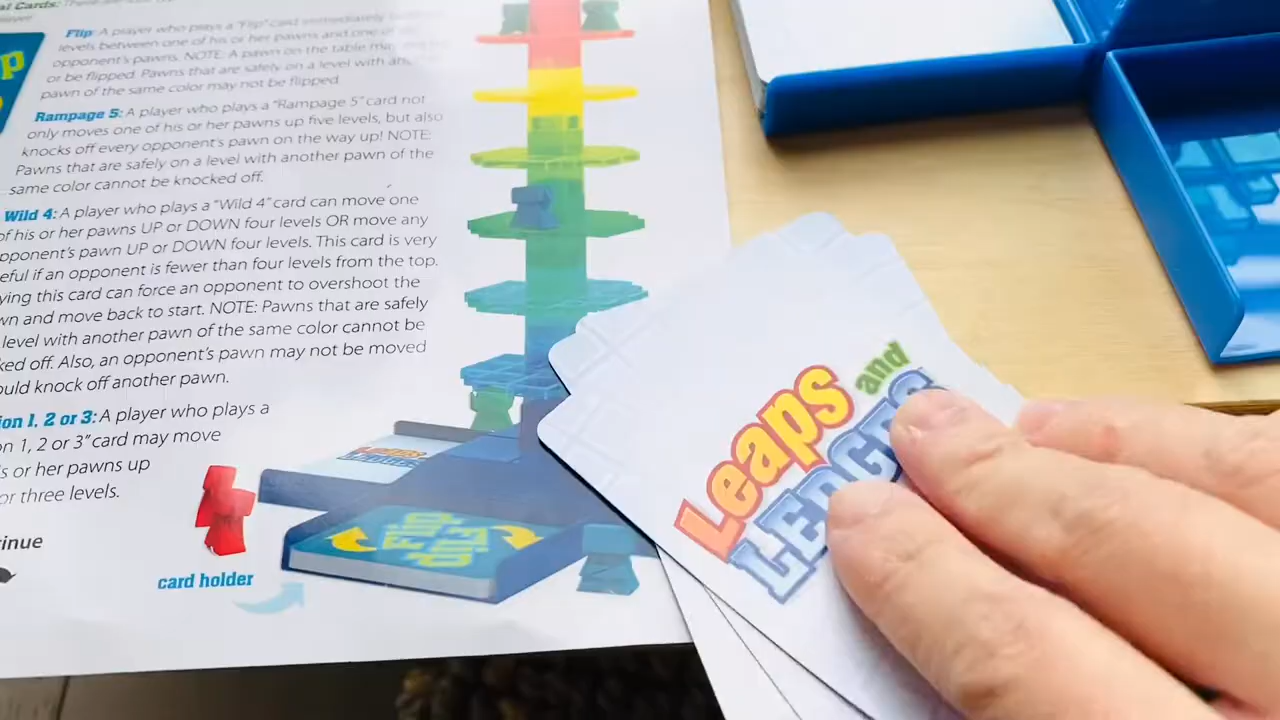 al Cards:
Flip: A player who plays a "Flip" card immediately
levels between one of his or her pawns and one of
opponent's pawns. NOTE: A pawn on the table may
or be flipped. Pawns that are safely on a level with an
pawn of the same color may not be flipped.
Rampage 5: A player who plays a "Rampage 5" card not
only moves one of his or her pawns up five levels, but also
knocks off every opponent's pawn on the way up! NOTE:
Pawns that are safely on a level with another pawn of the
same color cannot be knocked off.
Wild 4: A player who plays a "Wild 4" card can move one
of his or her pawns UP or DOWN four levels OR move any
pponent's pawn UP or DOWN four levels. This card is very
eful if an opponent is fewer than four levels from the top.
ying this card can force an opponent to overshoot the
wn and move back to start. NOTE: Pawns that are safely
level with another pawn of the same color cannot be
ked off. Also, an opponent's pawn may not be moved
ould knock off another pawn.
ion 1, 2 or 3: A player who plays a
on 1, 2 or 3" card may move
s or her pawns up
or three levels.
tinue
card holder
Leaps
LEDGES
Flip
Flip
Leaps and
LEDGES